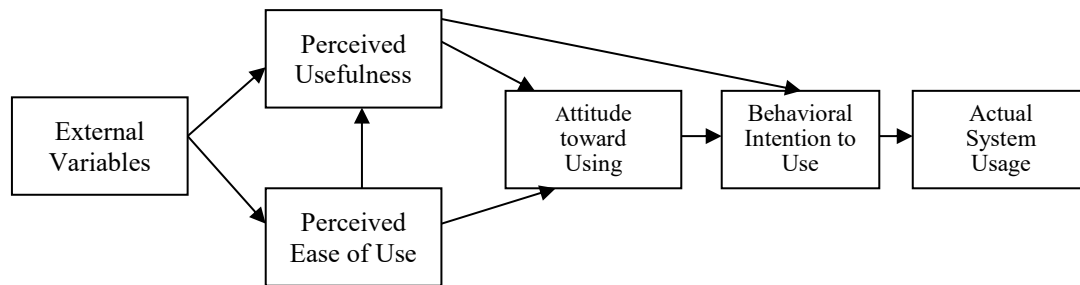 Perceived
Usefulness
External
Variables
Perceived
Ease of Use
Attitude
toward
Using
Behavioral
Intention to
Use
Actual
System
Usage